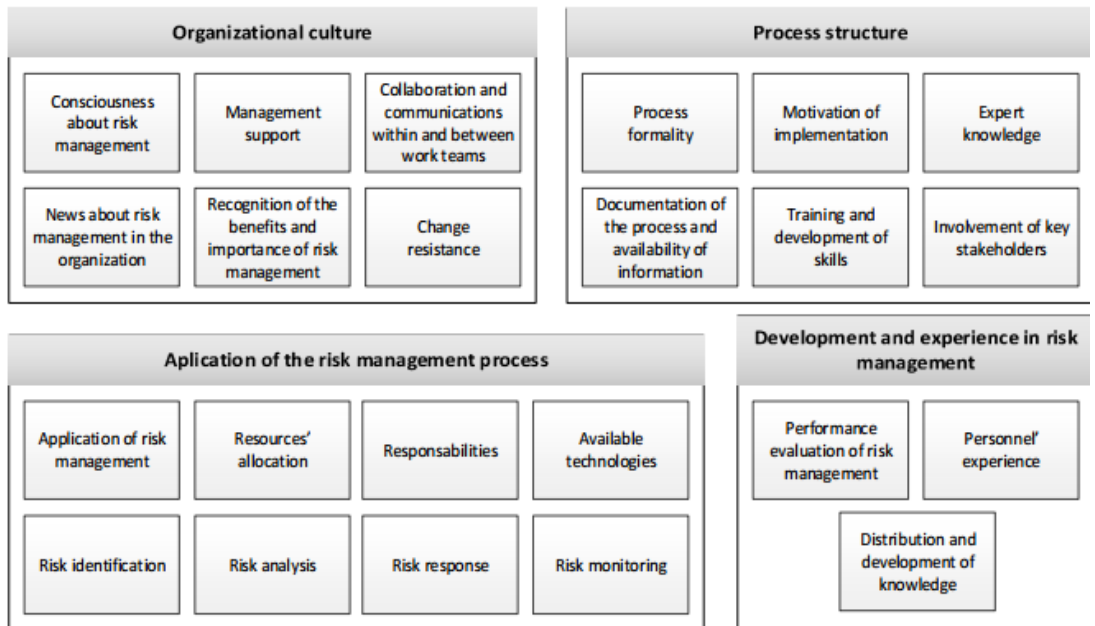 Organizational culture
Consciousness
about risk
management
Management
support
Collaboration and
communications
within and between
work teams
News about risk
management in the
organization
Recognition of the
benefits and
importance of risk
management
Change
resistance
Process structure
Process
formality
Motivation of
implementation
Expert
knowledge
Documentation of
the process and
availability of
information
Training and
development of
skills
Involvement of key
stakeholders
Aplication of the risk management process
Application of risk
management
Resources’
allocation
Responsabilities
Available
technologies
Risk identification
Risk analysis
Risk response
Risk monitoring
Development and experience in risk
management
Performance
evaluation of risk
management
Personnel’
experience
Distribution and
development of
knowledge